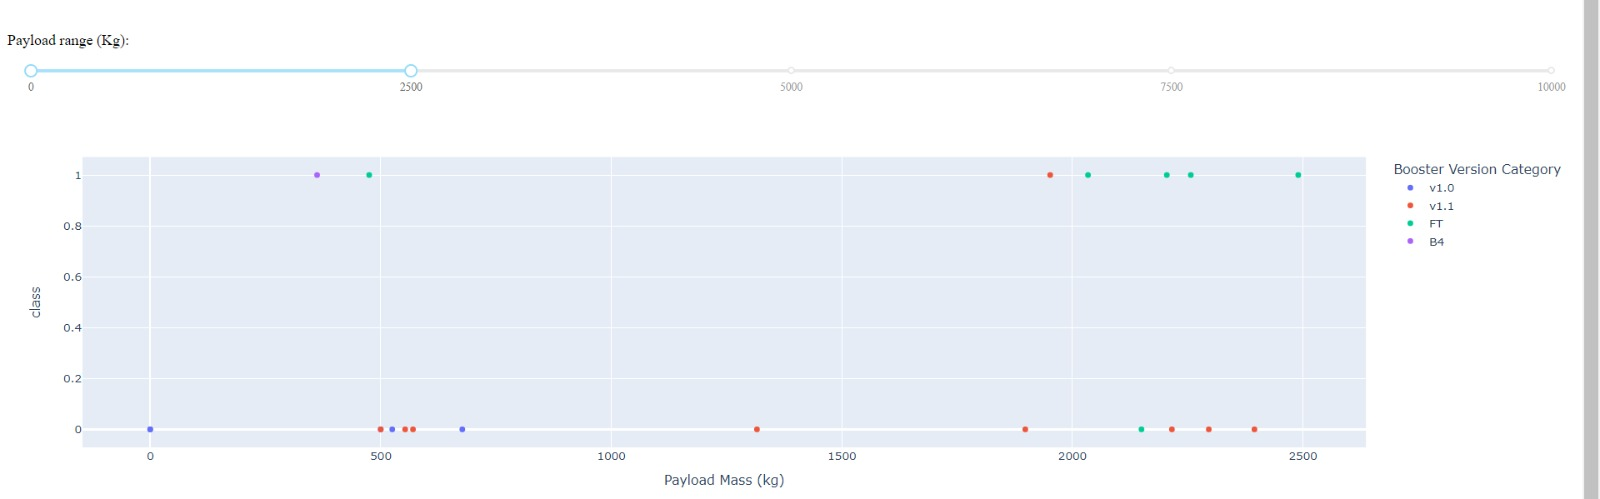 Payload range (Kg):
0 2500 5000 7500 10000
Booster Version Category
v1.0
v1.1
FT
B4
1
0.8
0.6
0.4
0.2
0
class
0 500 1000 1500 2000 2500
Payload Mass (kg)